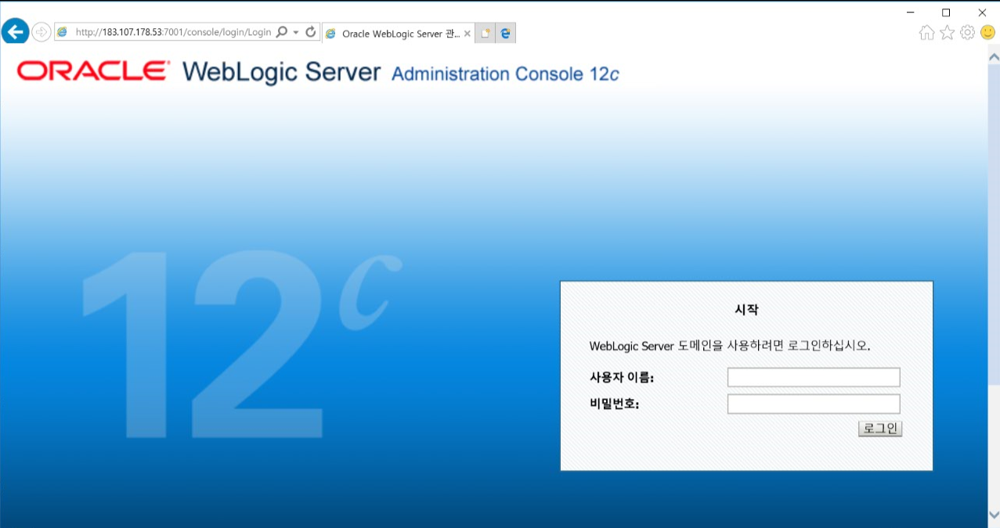 http://183.107.178.53:7001/console/login/Login
Oracle WebLogic Server 관...
ORACLE WebLogic Server Administration Console 12c
12c
시작
WebLogic Server 도메인을 사용하려면 로그인하십시오.
사용자 이름:
비밀번호:
로그인